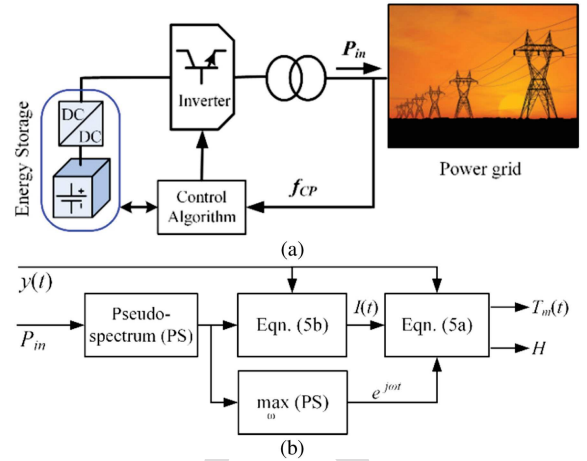 (a)
P_in
Inverter
DC
DC
Energy Storage
Power grid
Control
Algorithm
f_CP
(a)
y(t)
P_in
Pseudo-
spectrum (PS)
Eqn. (5b)
I(t)
Eqn. (5a)
T_m(t)
H
max (PS)
ω
e^jωt
(b)